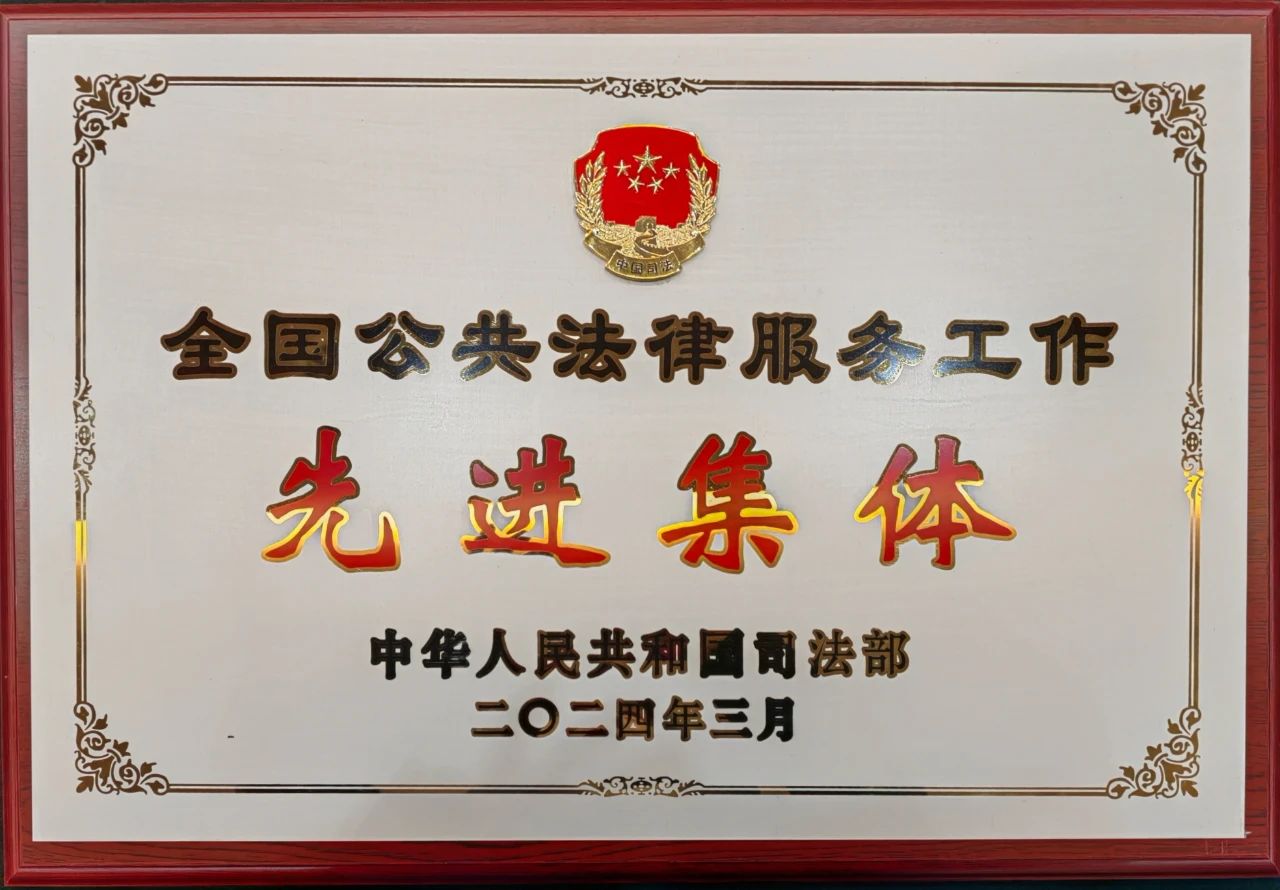 中国司法
全国公共法律服务工作
先进集体
中华人民共和国司法部
二〇二四年三月